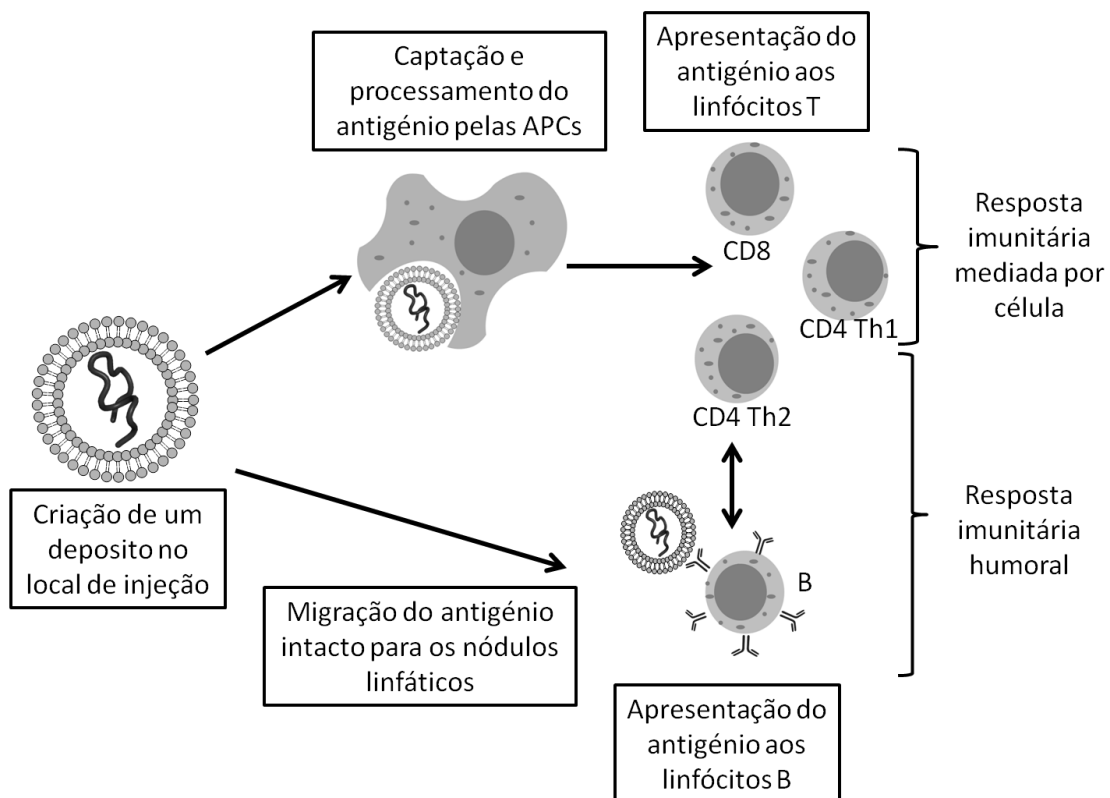 Captação e
processamento do
antigénio pelas APCs
Apresentação do
antigénio aos
linfócitos T
CD8
CD4 Th1
Resposta
imunitária
mediada por
célula
CD4 Th2
Criação de um
deposito no
local de injeção
Migração do antigénio
intacto para os nódulos
linfáticos
B
Resposta
imunitária
humoral
Apresentação do
antigénio aos
linfócitos B